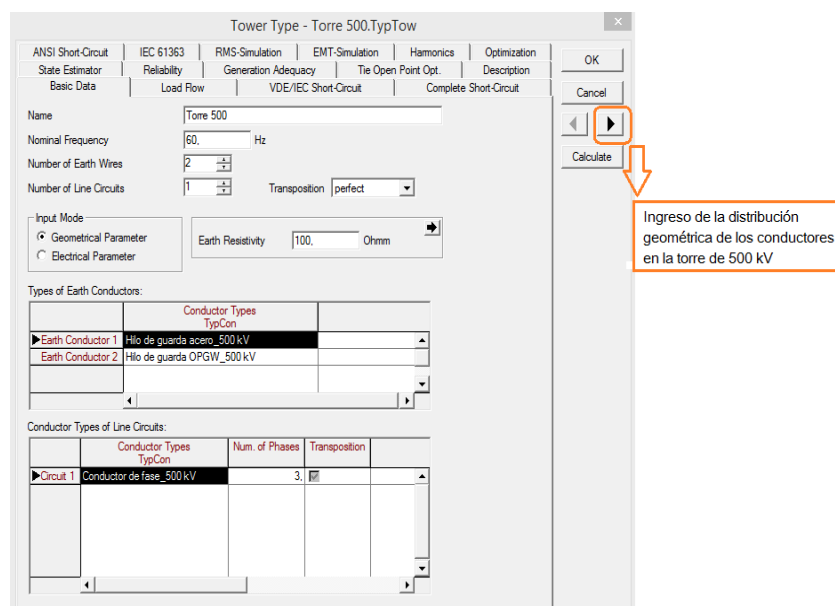 Tower Type - Torre 500.TypTow
×
ANSI Short-Circuit
IEC 61363
RMS-Simulation
EMT-Simulation
Harmonics
Optimization
State Estimator
Reliability
Generation Adequacy
Tie Open Point Opt.
Description
Basic Data
Load Flow
VDE/IEC Short-Circuit
Complete Short-Circuit
OK
Cancel
Calculate
Name
Torre 500
Nominal Frequency
60,
Hz
Number of Earth Wires
2
Number of Line Circuits
1
Transposition
perfect
Input Mode
Geometrical Parameter
Electrical Parameter
Earth Resistivity
100,
Ohmm
Ingreso de la distribución
geométrica de los conductores
en la torre de 500 kV
Types of Earth Conductors:
Conductor Types
TypCon
Earth Conductor 1
Hilo de guarda acero_500 kV
Earth Conductor 2
Hilo de guarda OPGW_500 kV
Conductor Types of Line Circuits:
Conductor Types
TypCon
Num. of Phases
Transposition
Circuit 1
Conductor de fase_500 kV
3,